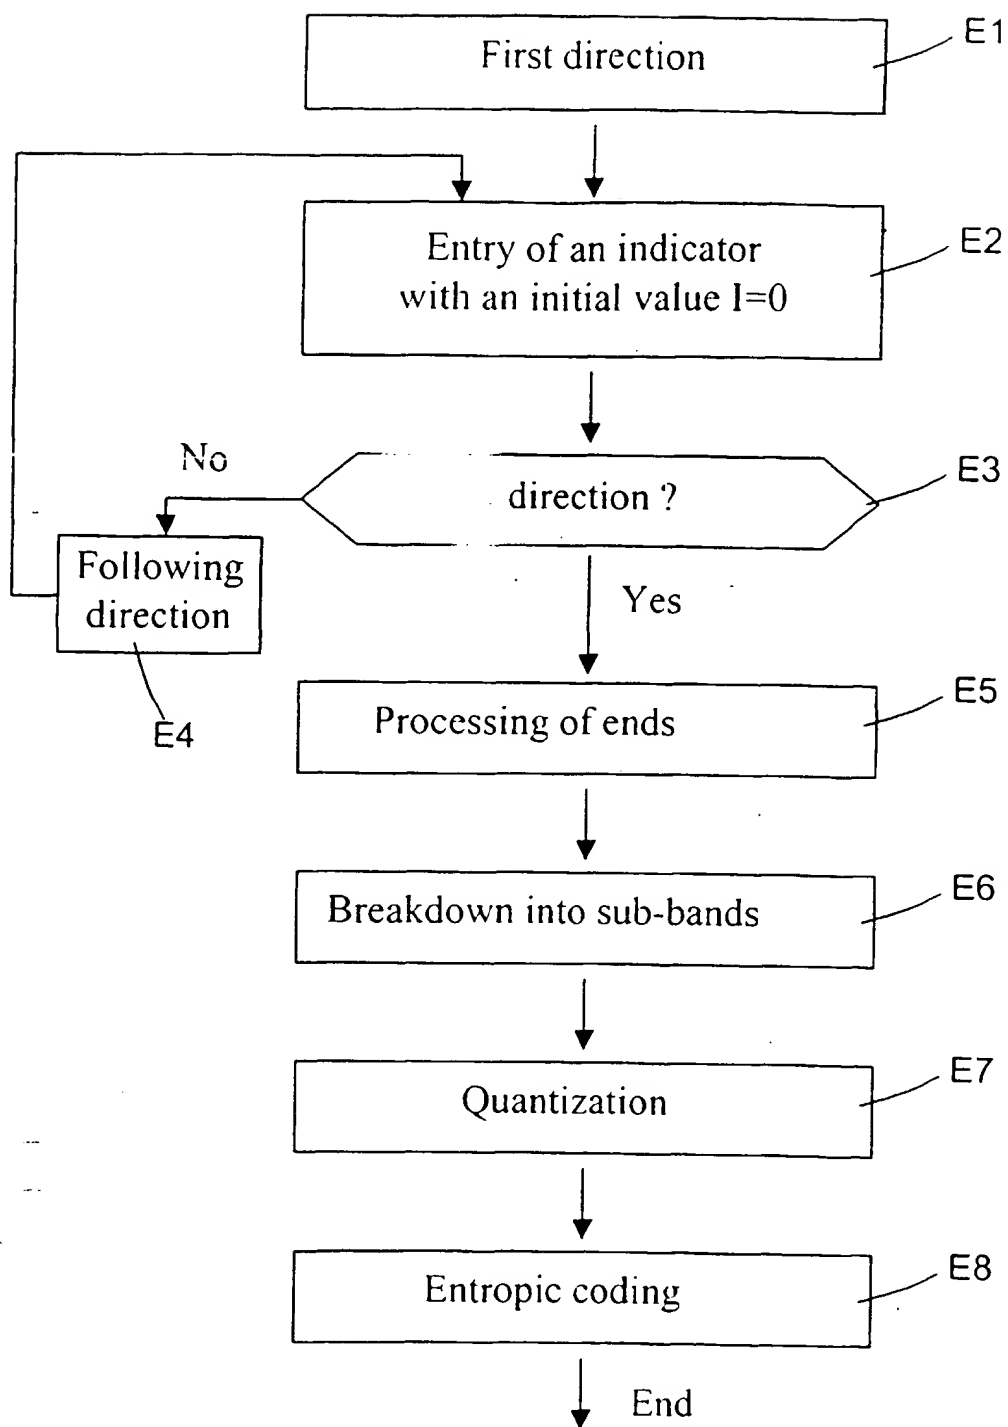 First direction
E1
Entry of an indicator
with an initial value I=0
E2
No
direction ?
E3
Following
direction
E4
Yes
Processing of ends
E5
Breakdown into sub-bands
E6
Quantization
E7
Entropic coding
E8
End